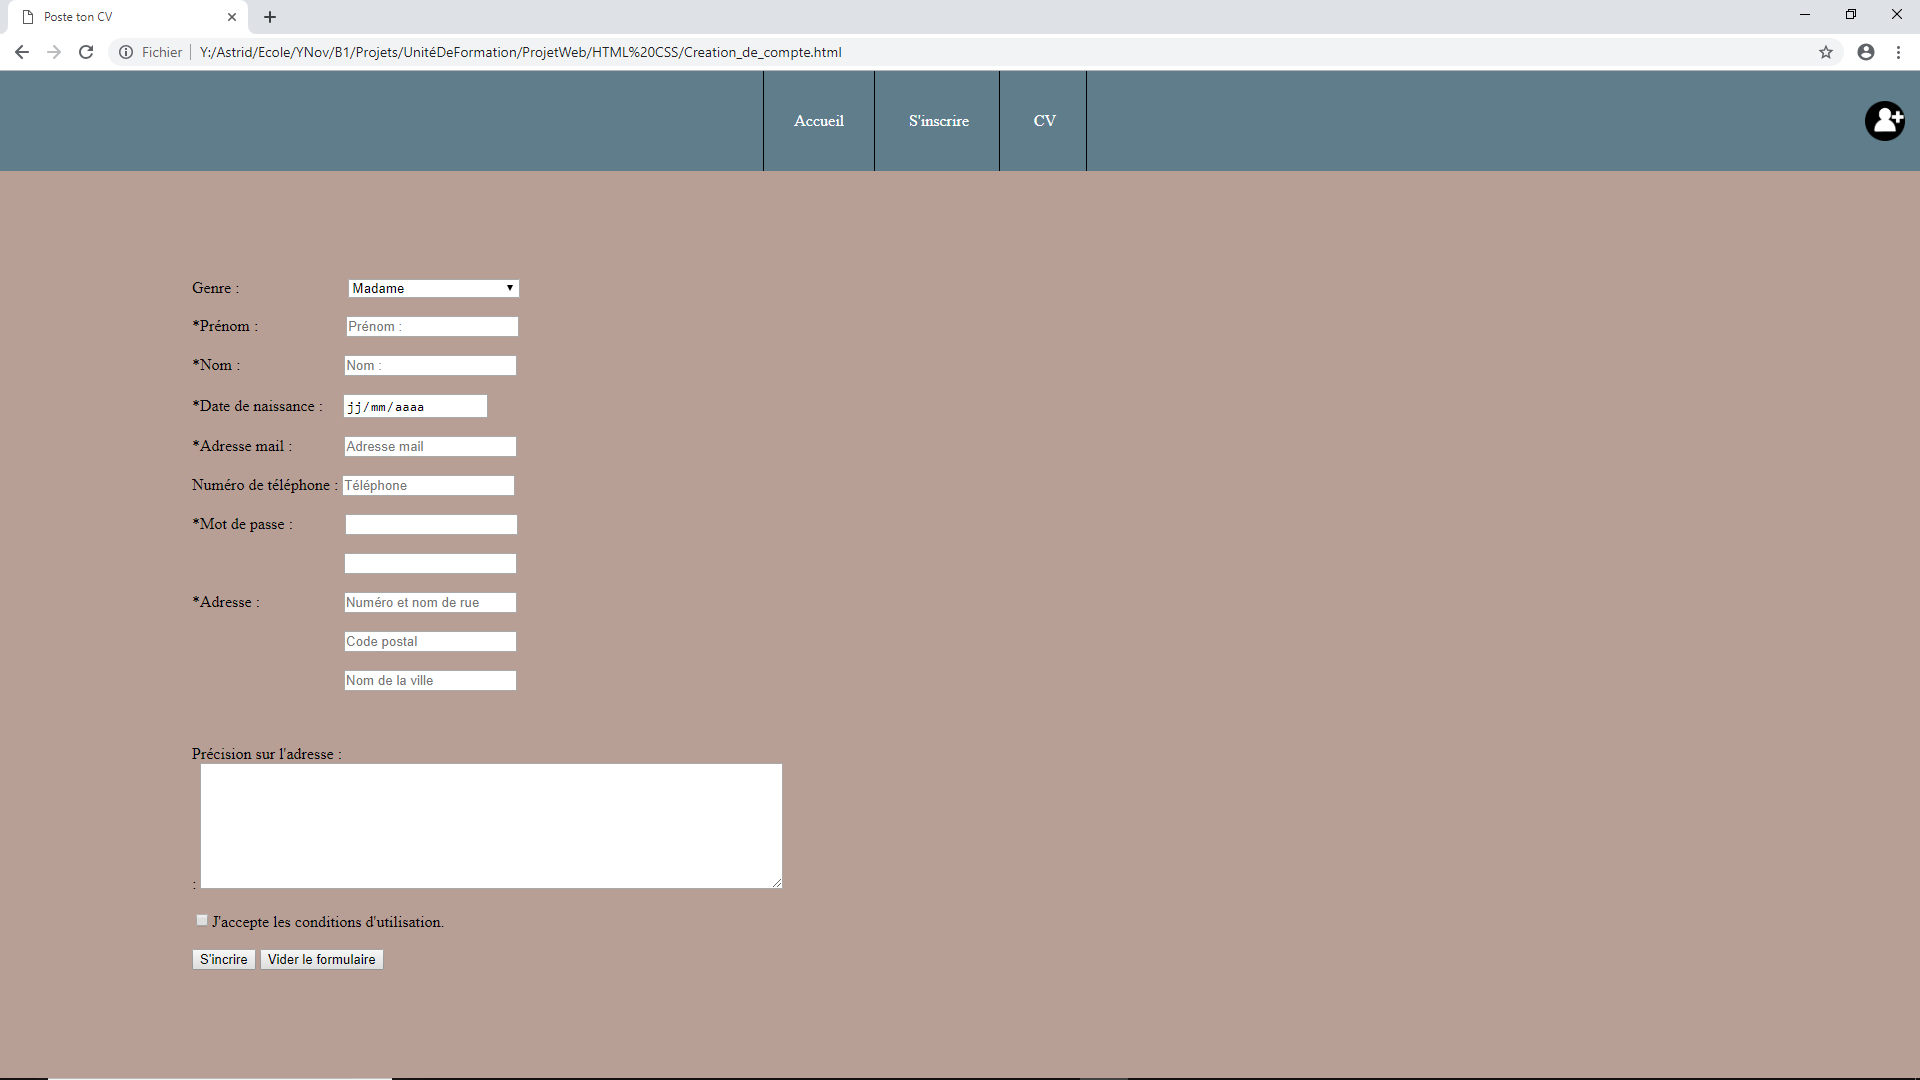 Poste ton CV
Fichier Y:/Astrid/Ecole/YNov/B1/Projets/UnitéDeFormation/ProjetWeb/HTML%20CSS/Creation_de_compte.html
Accueil S'inscrire CV
Genre : Madame
*Prénom : Prénom :
*Nom : Nom :
*Date de naissance : jj/mm/aaaa
*Adresse mail : Adresse mail
Numéro de téléphone : Téléphone
*Mot de passe :
*Adresse : Numéro et nom de rue
Code postal
Nom de la ville
Précision sur l'adresse :
:
J'accepte les conditions d'utilisation.
S'incrire Vider le formulaire